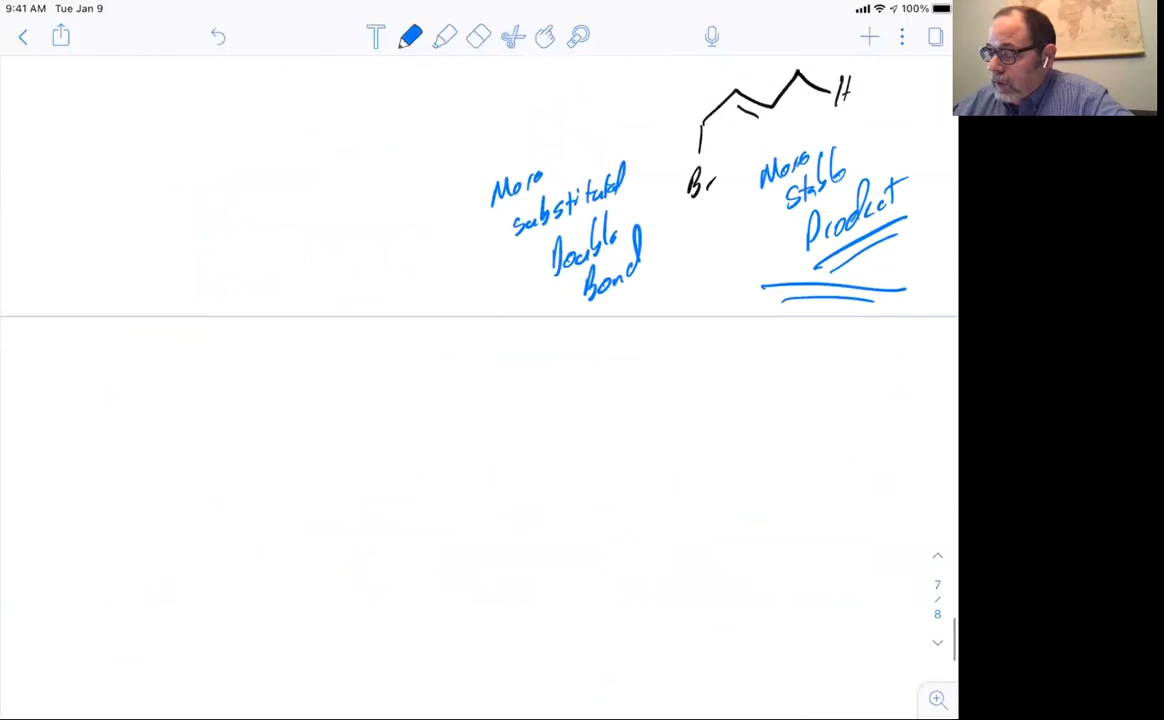 9:41 AM Tue Jan 9
100%
T
H
Br
More
substituted
Double
Bond
More
stable
Product
7
/
8